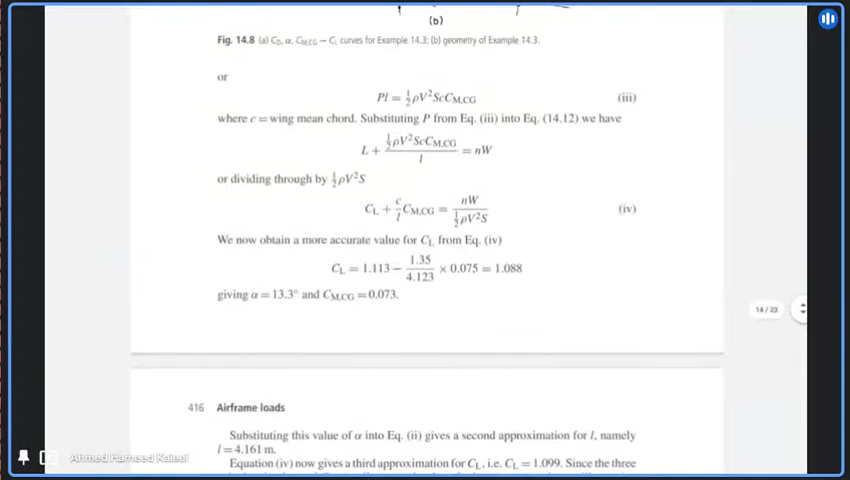 (b)
Fig. 14.8 (a) C_D, α, C_M,CG – C_L curves for Example 14.3; (b) geometry of Example 14.3.
or
Pl = ½ρV²ScC_M,CG (iii)
where c = wing mean chord. Substituting P from Eq. (iii) into Eq. (14.12) we have
L + ½ρV²ScC_M,CG / l = nW
or dividing through by ½ρV²S
C_L + c/l C_M,CG = nW / ½ρV²S (iv)
We now obtain a more accurate value for C_L from Eq. (iv)
C_L = 1.113 − 1.35/4.123 × 0.075 = 1.088
giving α = 13.3° and C_M,CG = 0.073.
14 / 23
416 Airframe loads
Substituting this value of α into Eq. (ii) gives a second approximation for l, namely
l = 4.161 m.
Equation (iv) now gives a third approximation for C_L, i.e. C_L = 1.099. Since the three
Ahmed Hameed Kaleel